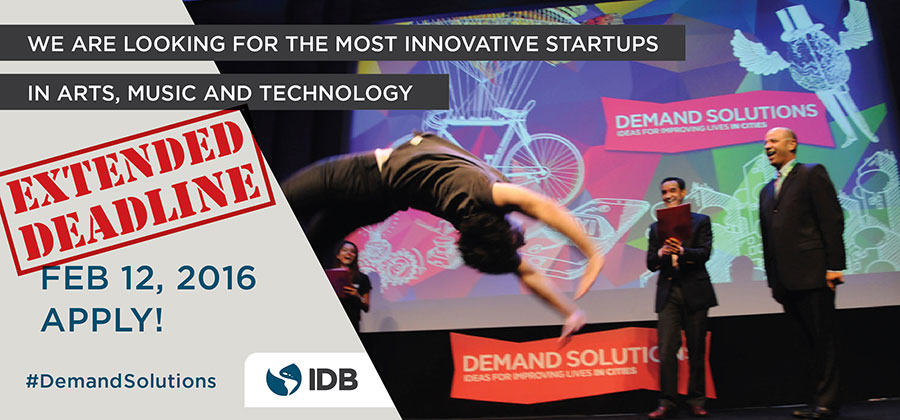 WE ARE LOOKING FOR THE MOST INNOVATIVE STARTUPS
IN ARTS, MUSIC AND TECHNOLOGY
EXTENDED
DEADLINE
FEB 12, 2016
APPLY!
#DemandSolutions
IDB
DEMAND SOLUTIONS
IDEAS FOR IMPROVING LIVES IN CITIES
DEMAND SOLUTIONS
IDEAS FOR IMPROVING LIVES IN CITIES